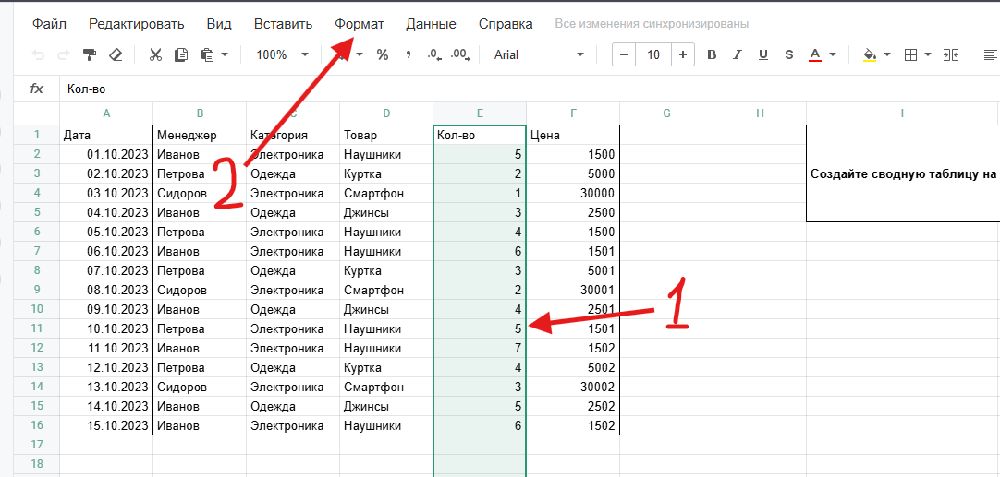 Файл Редактировать Вид Вставить Формат Данные Справка Все изменения синхронизированы
100% % , .0 .00 Arial − 10 + B I U S A
fx Кол-во
A B C D E F G H I
1 Дата Менеджер Категория Товар Кол-во Цена
2 01.10.2023 Иванов Электроника Наушники 5 1500
3 02.10.2023 Петрова Одежда Куртка 2 5000 Создайте сводную таблицу на
4 03.10.2023 Сидоров Электроника Смартфон 1 30000
5 04.10.2023 Иванов Одежда Джинсы 3 2500
6 05.10.2023 Петрова Электроника Наушники 4 1500
7 06.10.2023 Иванов Электроника Наушники 6 1501
8 07.10.2023 Петрова Одежда Куртка 3 5001
9 08.10.2023 Сидоров Электроника Смартфон 2 30001
10 09.10.2023 Иванов Одежда Джинсы 4 2501
11 10.10.2023 Петрова Электроника Наушники 5 1501
12 11.10.2023 Иванов Электроника Наушники 7 1502
13 12.10.2023 Петрова Одежда Куртка 4 5002
14 13.10.2023 Сидоров Электроника Смартфон 3 30002
15 14.10.2023 Иванов Одежда Джинсы 5 2502
16 15.10.2023 Иванов Электроника Наушники 6 1502
17
18
2
1